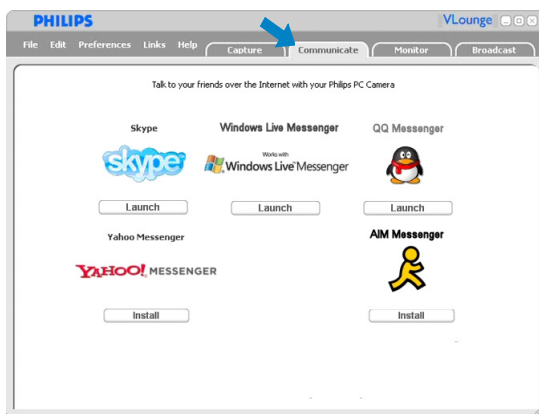 PHILIPS
VLounge
File Edit Preferences Links Help
Capture Communicate Monitor Broadcast
Talk to your friends over the Internet with your Philips PC Camera
Skype Windows Live Messenger QQ Messenger
skype
Works with
Windows Live Messenger
Launch Launch Launch
Yahoo Messenger AIM Messenger
YAHOO! MESSENGER
Install Install